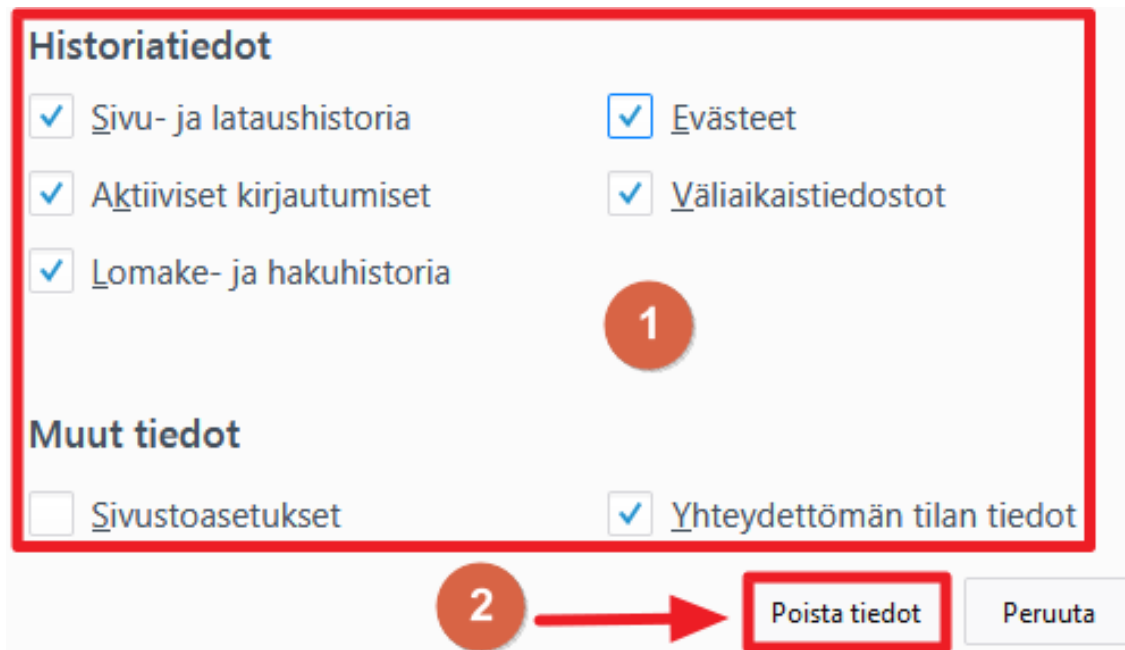 Historiatiedot
Sivu- ja lataushistoria
Evästeet
Aktiiviset kirjautumiset
Väliaikaistiedostot
Lomake- ja hakuhistoria
1
Muut tiedot
Sivustoasetukset
Yhteydettömän tilan tiedot
2
Poista tiedot
Peruuta